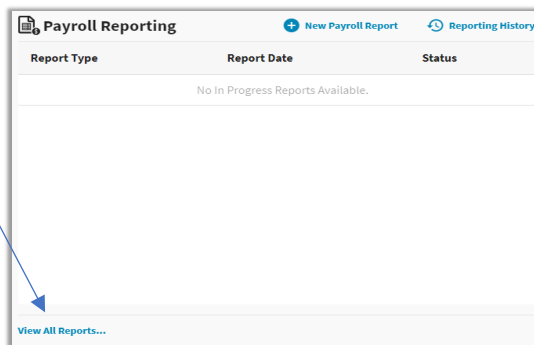 Payroll Reporting New Payroll Report Reporting History
Report Type Report Date Status
No In Progress Reports Available.
View All Reports...